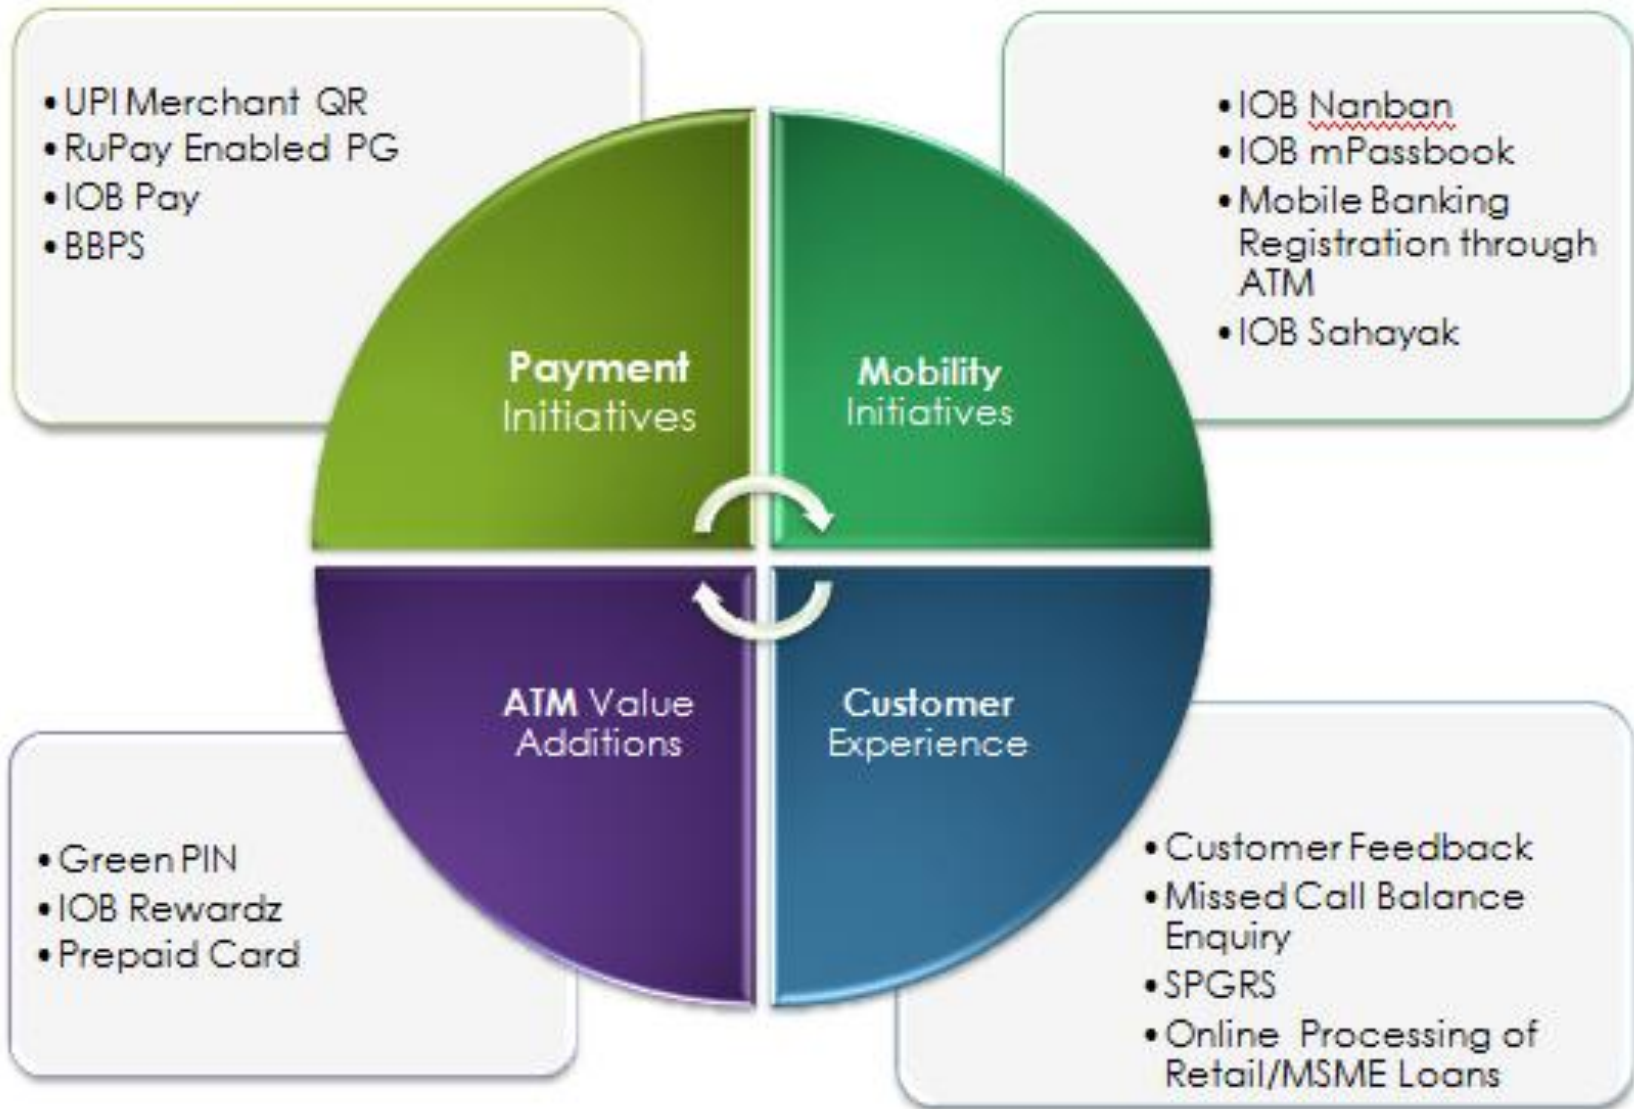 • UPI Merchant QR
• RuPay Enabled PG
• IOB Pay
• BBPS
Payment
Initiatives
• IOB Nanban
• IOB mPassbook
• Mobile Banking
Registration through
ATM
• IOB Sahayak
Mobility
Initiatives
ATM Value
Additions
• Green PIN
• IOB Rewardz
• Prepaid Card
Customer
Experience
• Customer Feedback
• Missed Call Balance
Enquiry
• SPGRS
• Online Processing of
Retail/MSME Loans